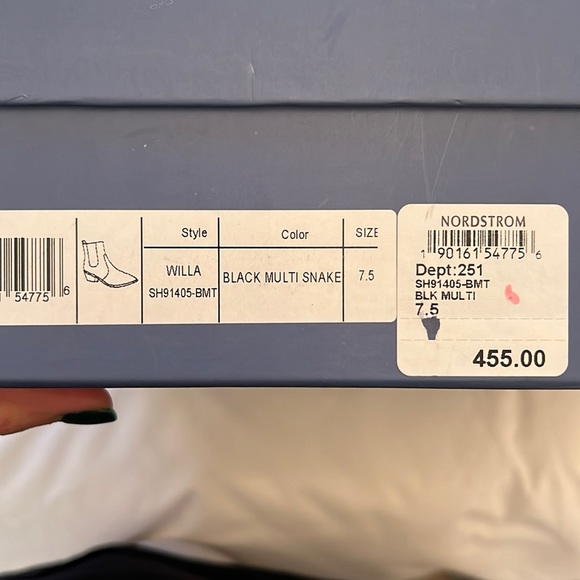 Style Color SIZE
WILLA BLACK MULTI SNAKE 7.5
SH91405-BMT
54775 6
NORDSTROM
1 90161 54775 6
Dept:251
SH91405-BMT
BLK MULTI
7.5
455.00